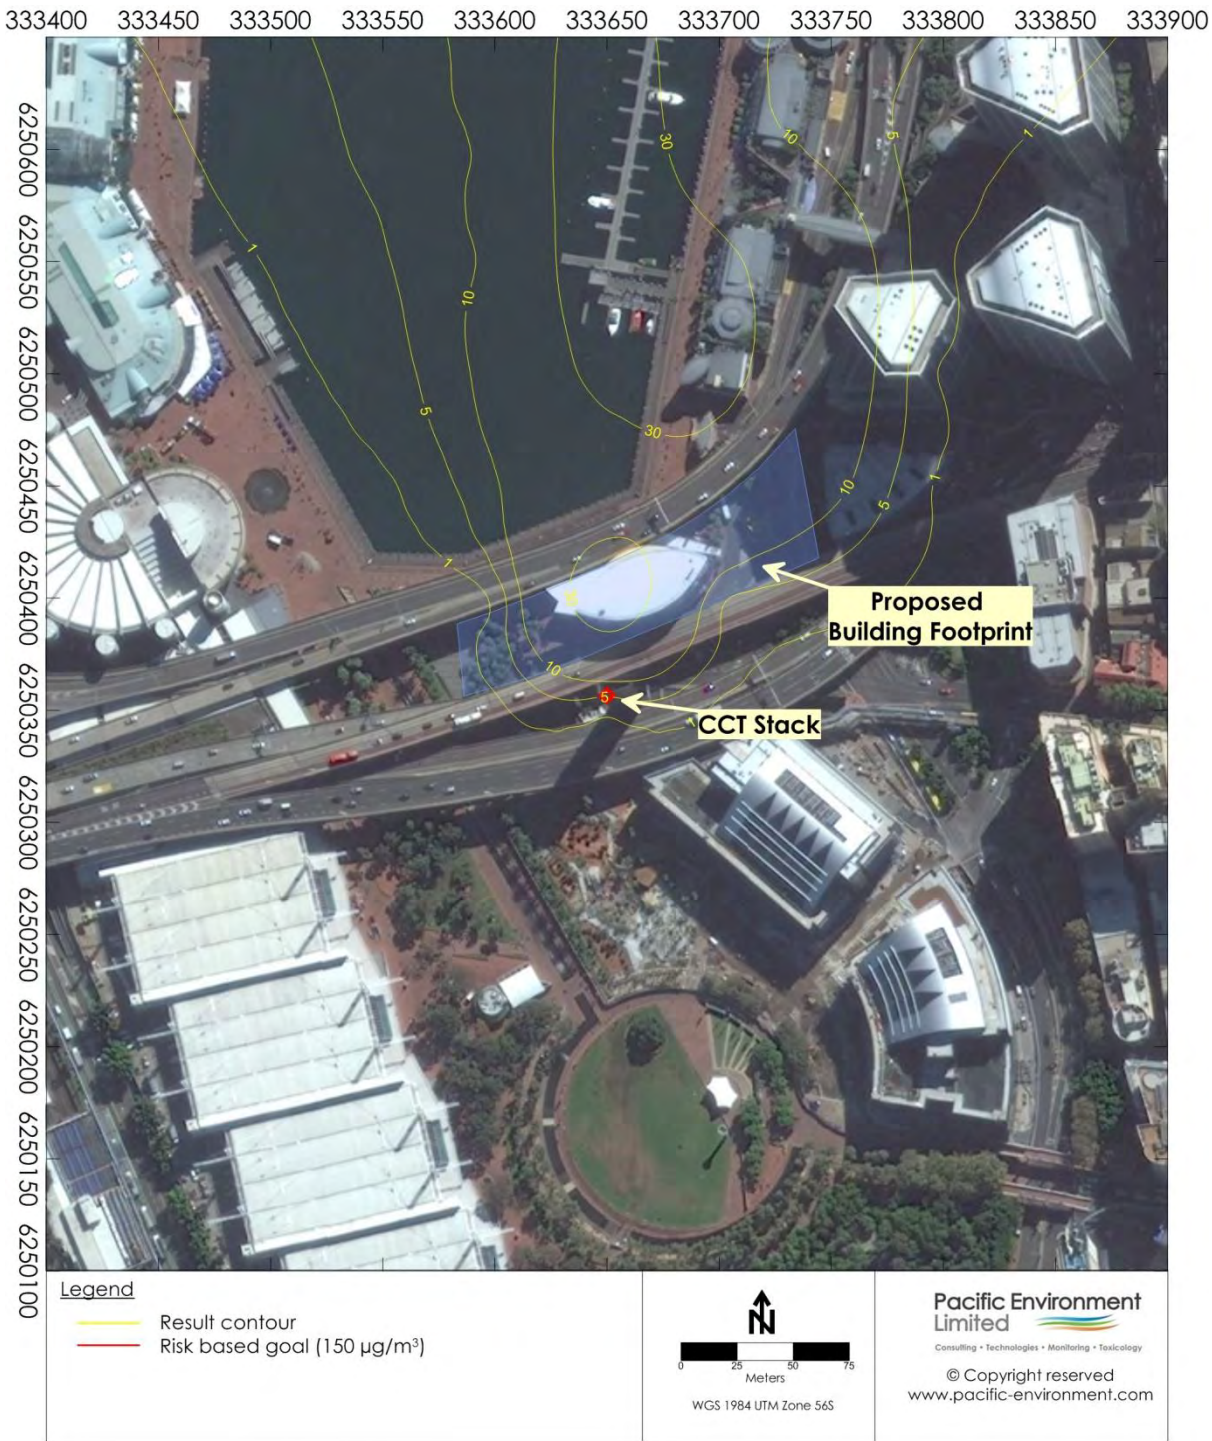 333400 333450 333500 333550 333600 333650 333700 333750 333800 333850 333900
6250600
6250550
6250500
6250450
6250400
6250350
6250300
6250250
6250200
6250150
6250100
30
10
5
1
1
10
5
30
10
5
1
1
Proposed
Building Footprint
10
5
CCT Stack
1
Legend
Result contour
Risk based goal (150 µg/m³)
N
0 25 50 75
Meters
WGS 1984 UTM Zone 56S
Pacific Environment
Limited
Consulting • Technologies • Monitoring • Toxicology
© Copyright reserved
www.pacific-environment.com